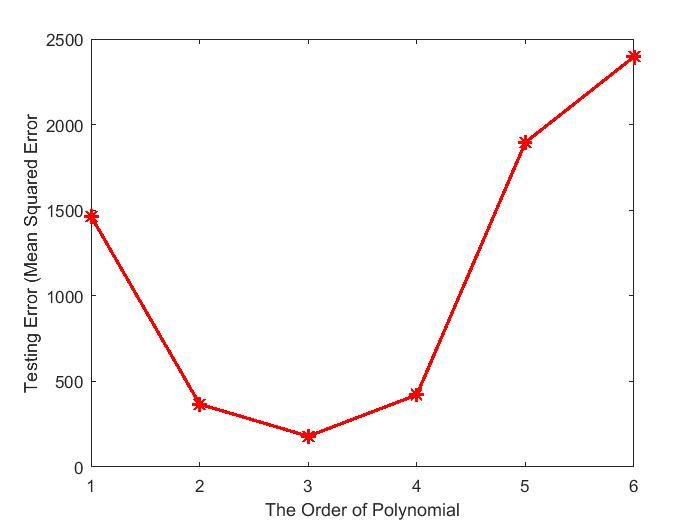 2500
2000
1500
1000
500
0
Testing Error (Mean Squared Error
1 2 3 4 5 6
The Order of Polynomial